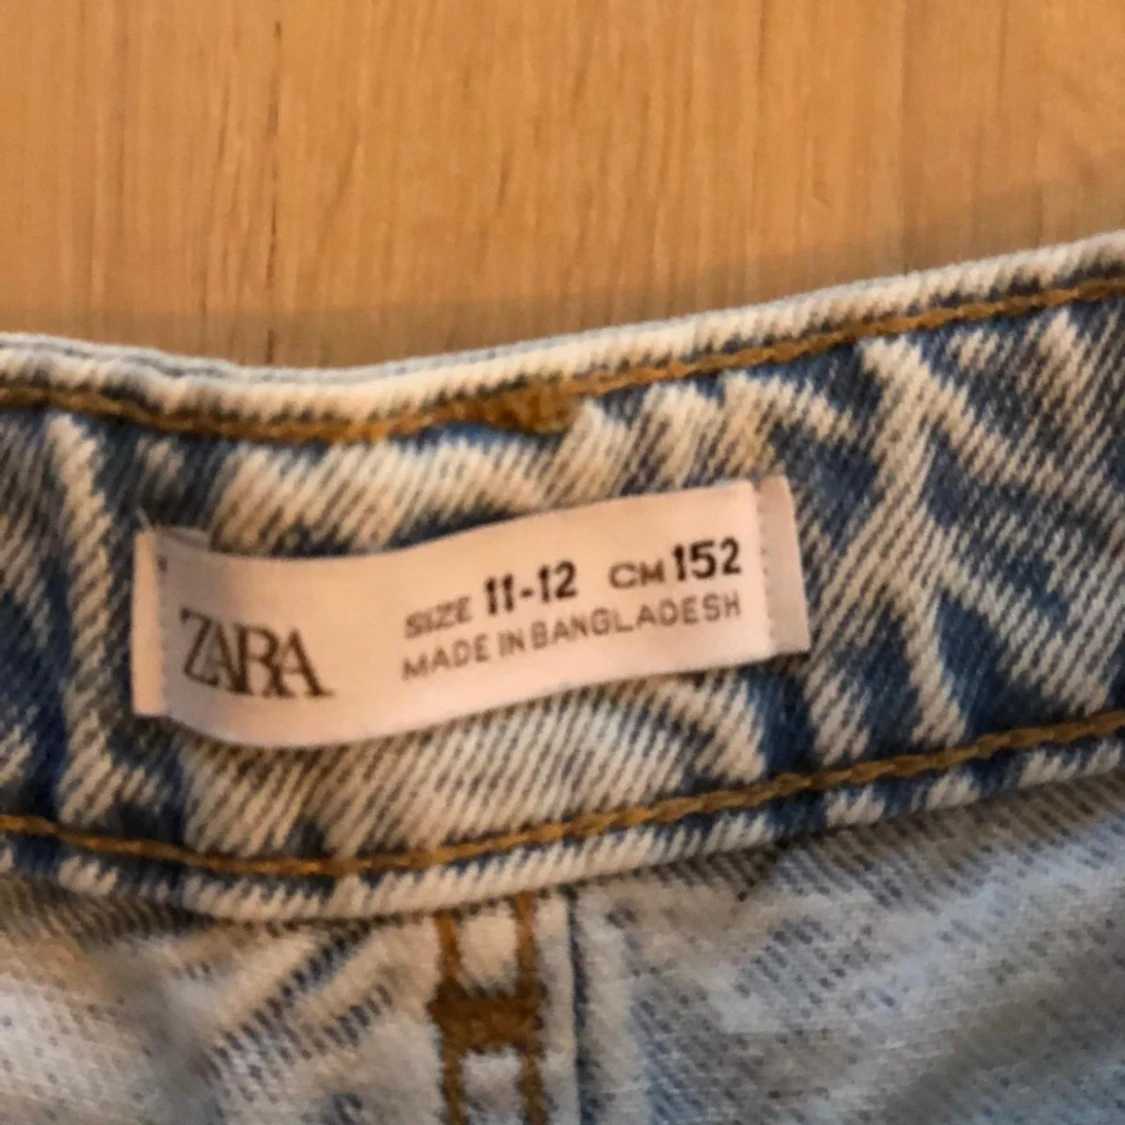 ZARA
SIZE 11-12 CM 152
MADE IN BANGLADESH